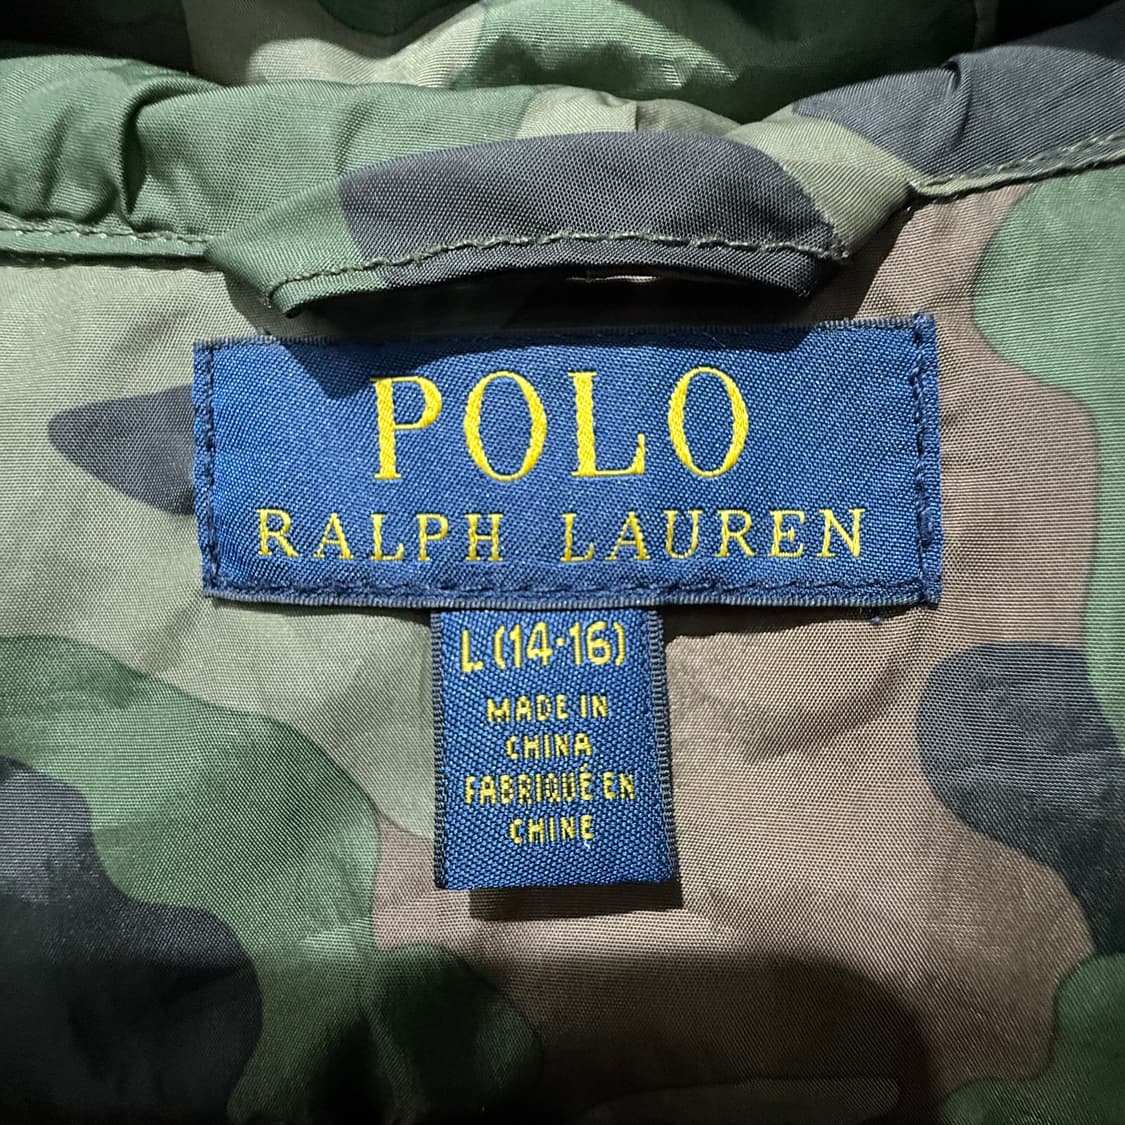 POLO
RALPH LAUREN
L (14-16)
MADE IN
CHINA
FABRIQUÉ EN
CHINE